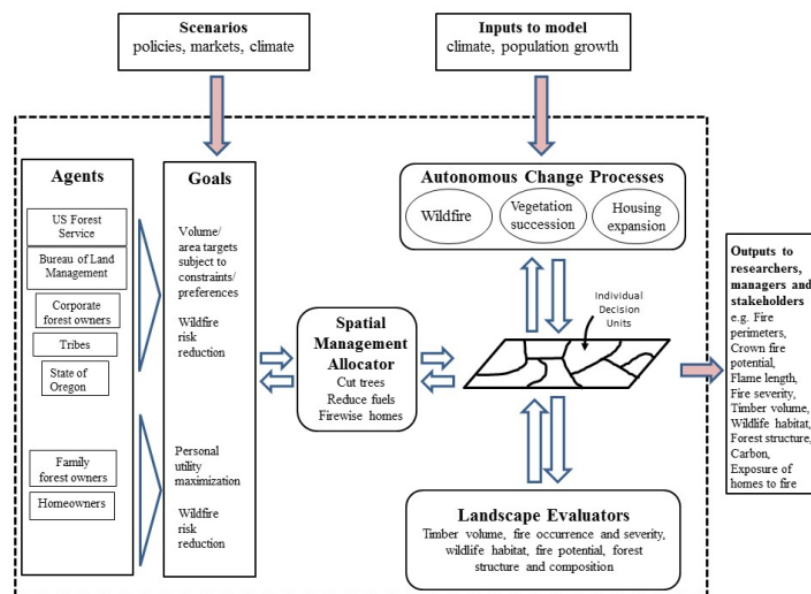 Scenarios
policies, markets, climate
Inputs to model
climate, population growth
Agents
US Forest
Service
Bureau of Land
Management
Corporate
forest owners
Tribes
State of
Oregon
Family
forest owners
Homeowners
Goals
Volume/
area targets
subject to
constraints/
preferences
Wildfire
risk
reduction
Personal
utility
maximization
Wildfire
risk
reduction
Spatial
Management
Allocator
Cut trees
Reduce fuels
Firewise homes
Autonomous Change Processes
Wildfire
Vegetation
succession
Housing
expansion
Individual
Decision
Units
Landscape Evaluators
Timber volume, fire occurrence and severity,
wildlife habitat, fire potential, forest
structure and composition
Outputs to
researchers,
managers and
stakeholders
e.g. Fire
perimeters,
Crown fire
potential,
Flame length,
Fire severity,
Timber volume,
Wildlife habitat,
Forest structure,
Carbon,
Exposure of
homes to fire